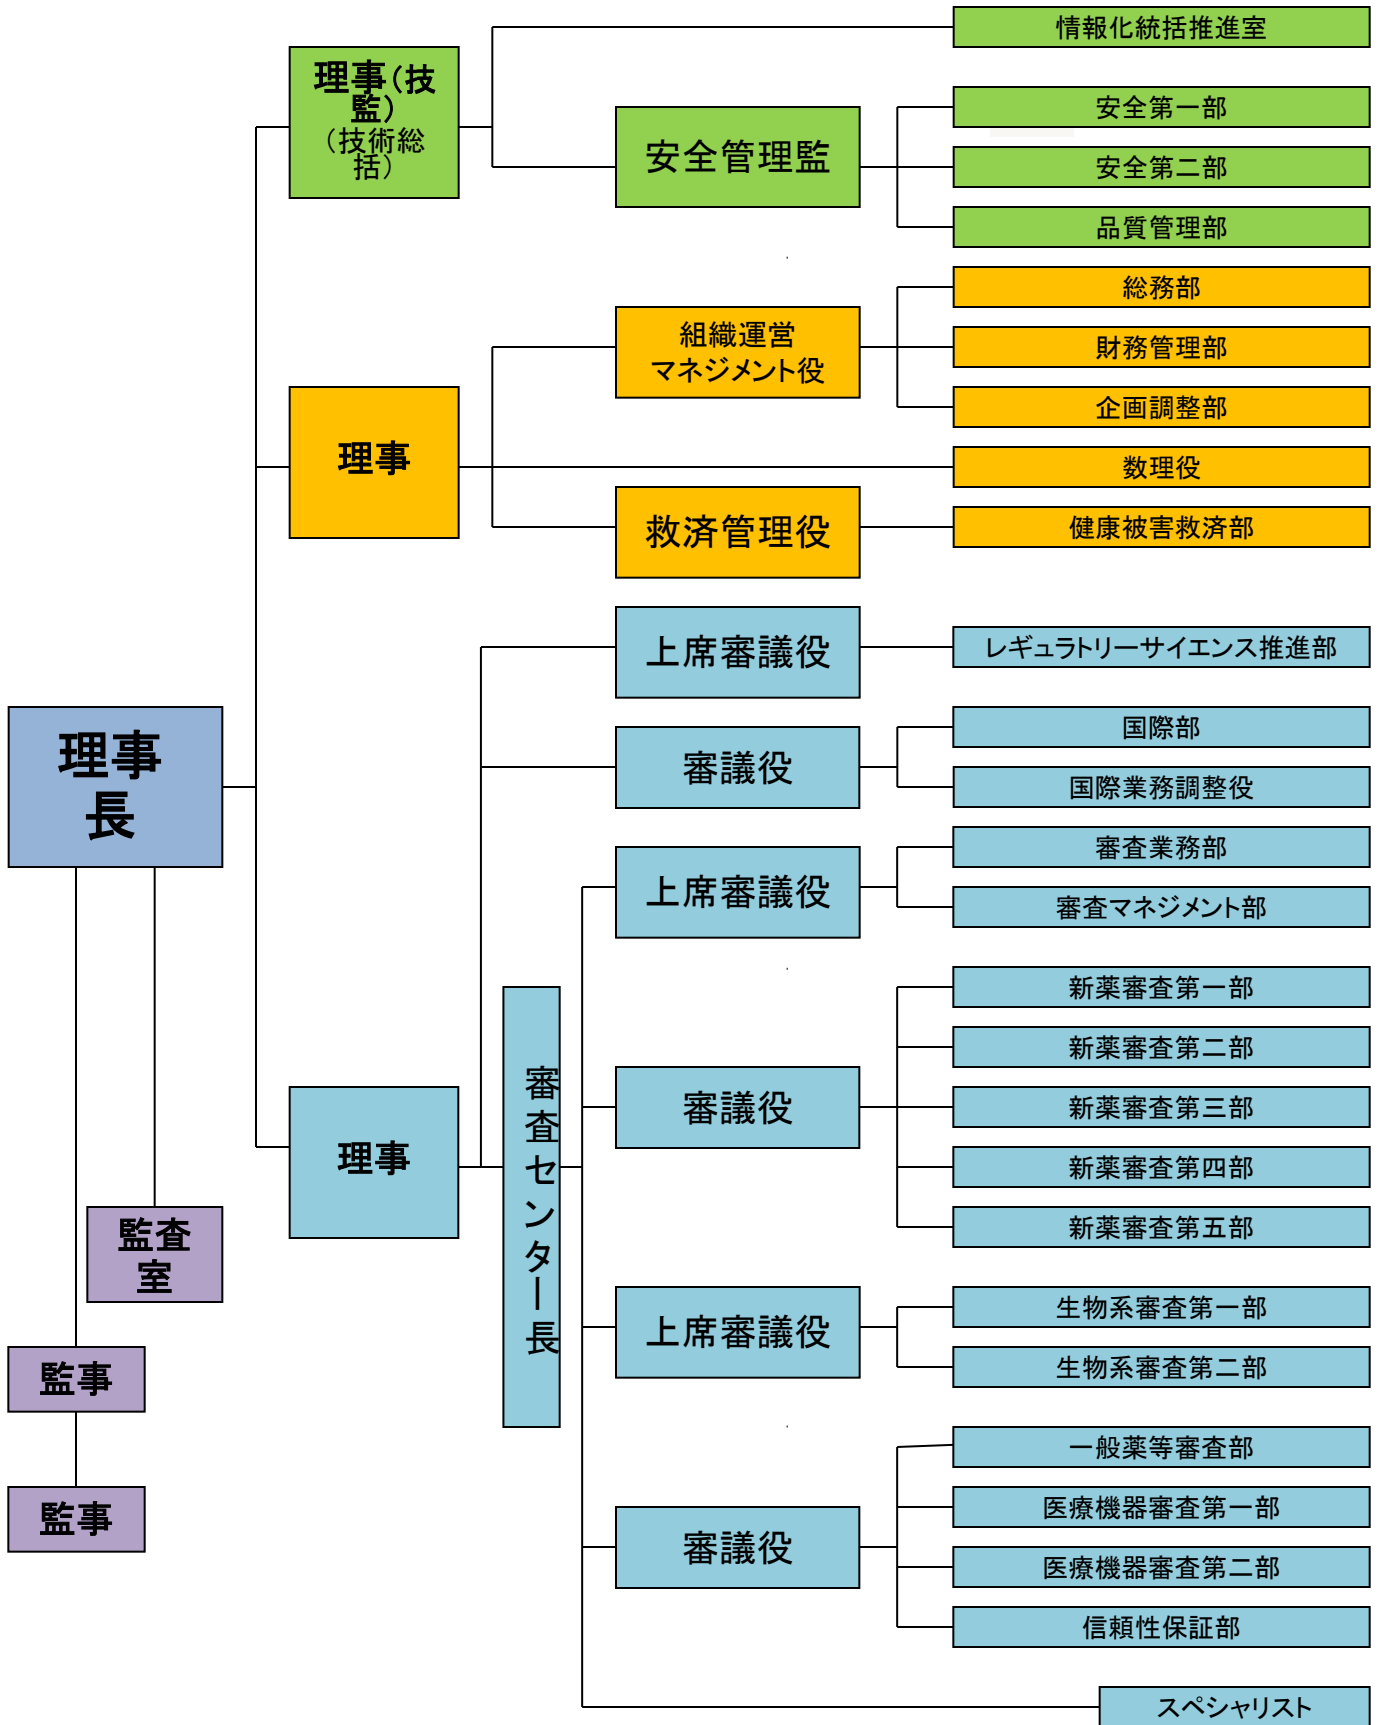 情報化統括推進室
理事（技
監）
（技術総
括）
安全管理監
安全第一部
安全第二部
品質管理部
組織運営
マネジメント役
総務部
財務管理部
企画調整部
理事
数理役
救済管理役
健康被害救済部
上席審議役
レギュラトリーサイエンス推進部
理事
長
審議役
国際部
国際業務調整役
上席審議役
審査業務部
審査マネジメント部
理事
審査センター長
審議役
新薬審査第一部
新薬審査第二部
新薬審査第三部
新薬審査第四部
新薬審査第五部
監査
室
上席審議役
生物系審査第一部
生物系審査第二部
監事
監事
審議役
一般薬等審査部
医療機器審査第一部
医療機器審査第二部
信頼性保証部
スペシャリスト